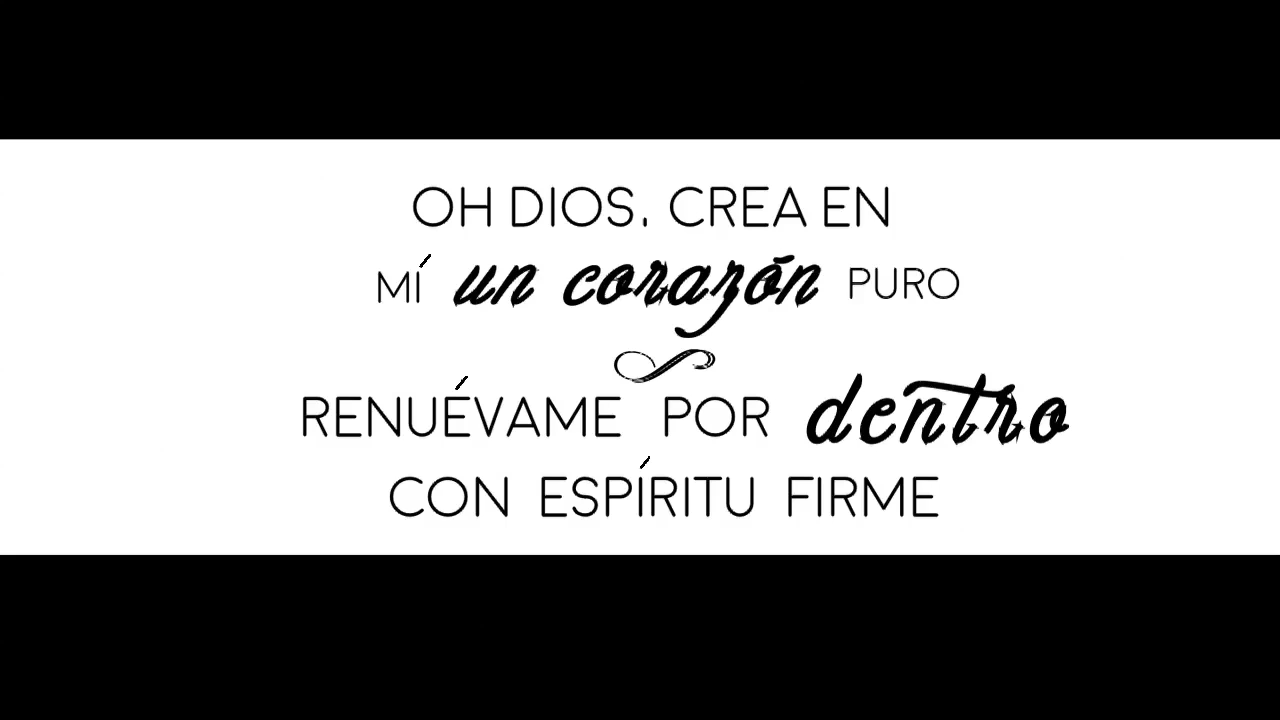 OH DIOS, CREA EN
MÍ un corazón PURO
RENUÉVAME POR dentro
CON ESPÍRITU FIRME